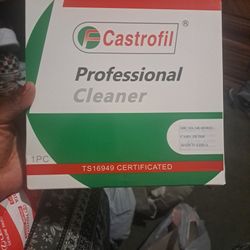 Castrofil®
Professional
Cleaner
1PC
TS16949 CERTIFICATED